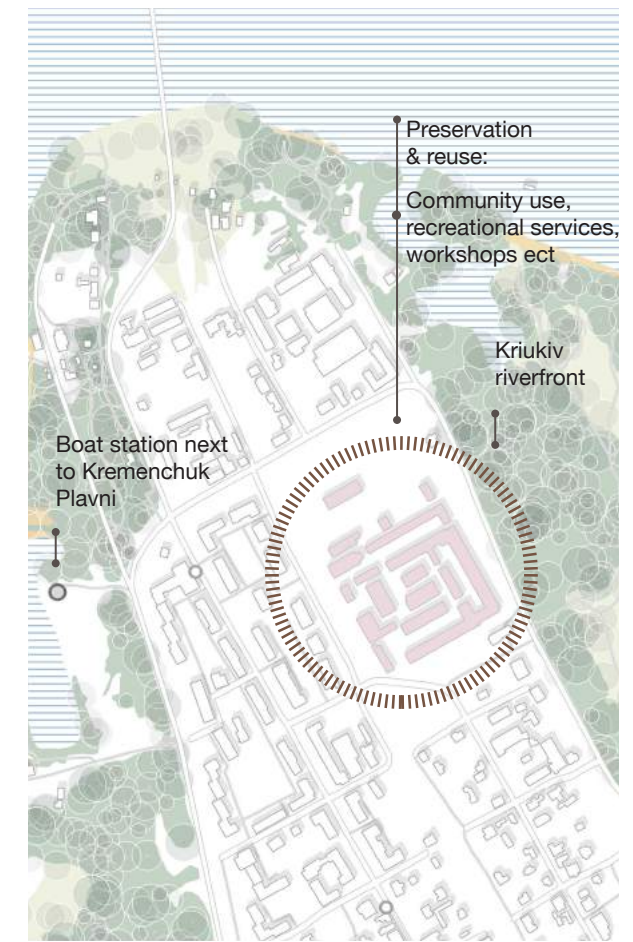 Preservation
& reuse:
Community use,
recreational services,
workshops ect
Kriukiv
riverfront
Boat station next
to Kremenchuk
Plavni